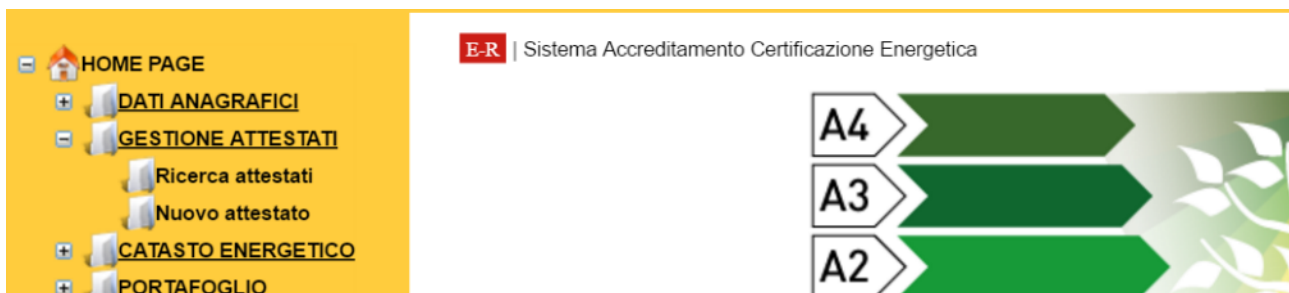 HOME PAGE
DATI ANAGRAFICI
GESTIONE ATTESTATI
Ricerca attestati
Nuovo attestato
CATASTO ENERGETICO
PORTAFOGLIO
E-R | Sistema Accreditamento Certificazione Energetica
A4
A3
A2